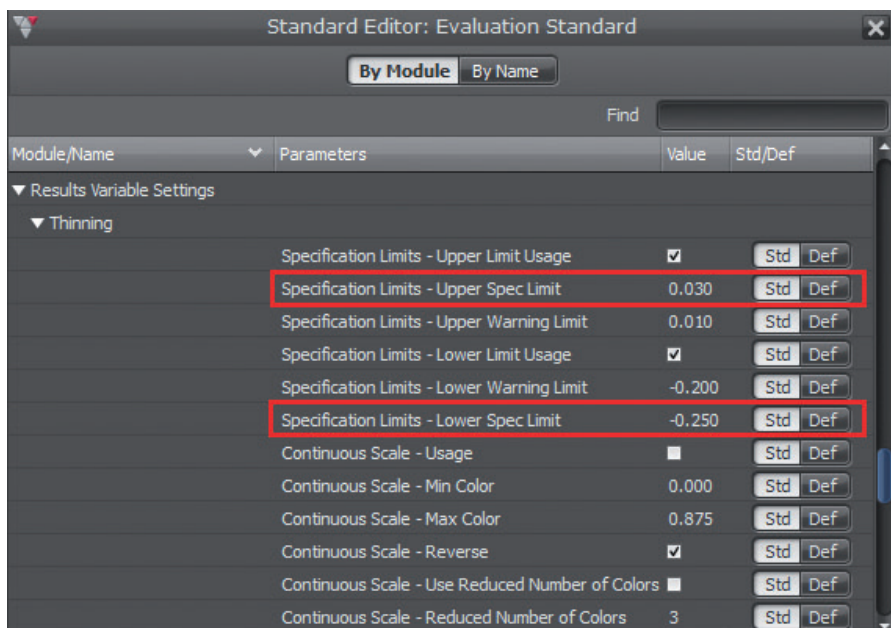 Standard Editor: Evaluation Standard
By Module By Name
Find
Module/Name Parameters Value Std/Def
Results Variable Settings
Thinning
Specification Limits - Upper Limit Usage Std Def
Specification Limits - Upper Spec Limit 0.030 Std Def
Specification Limits - Upper Warning Limit 0.010 Std Def
Specification Limits - Lower Limit Usage Std Def
Specification Limits - Lower Warning Limit -0.200 Std Def
Specification Limits - Lower Spec Limit -0.250 Std Def
Continuous Scale - Usage Std Def
Continuous Scale - Min Color 0.000 Std Def
Continuous Scale - Max Color 0.875 Std Def
Continuous Scale - Reverse Std Def
Continuous Scale - Use Reduced Number of Colors Std Def
Continuous Scale - Reduced Number of Colors 3 Std Def